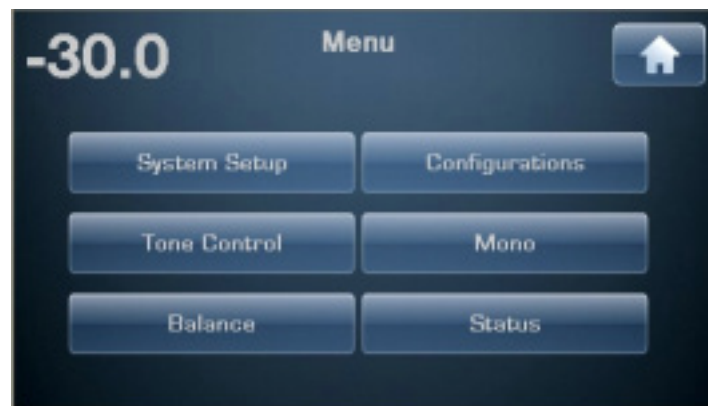 -30.0 Menu
System Setup Configurations
Tone Control Mono
Balance Status